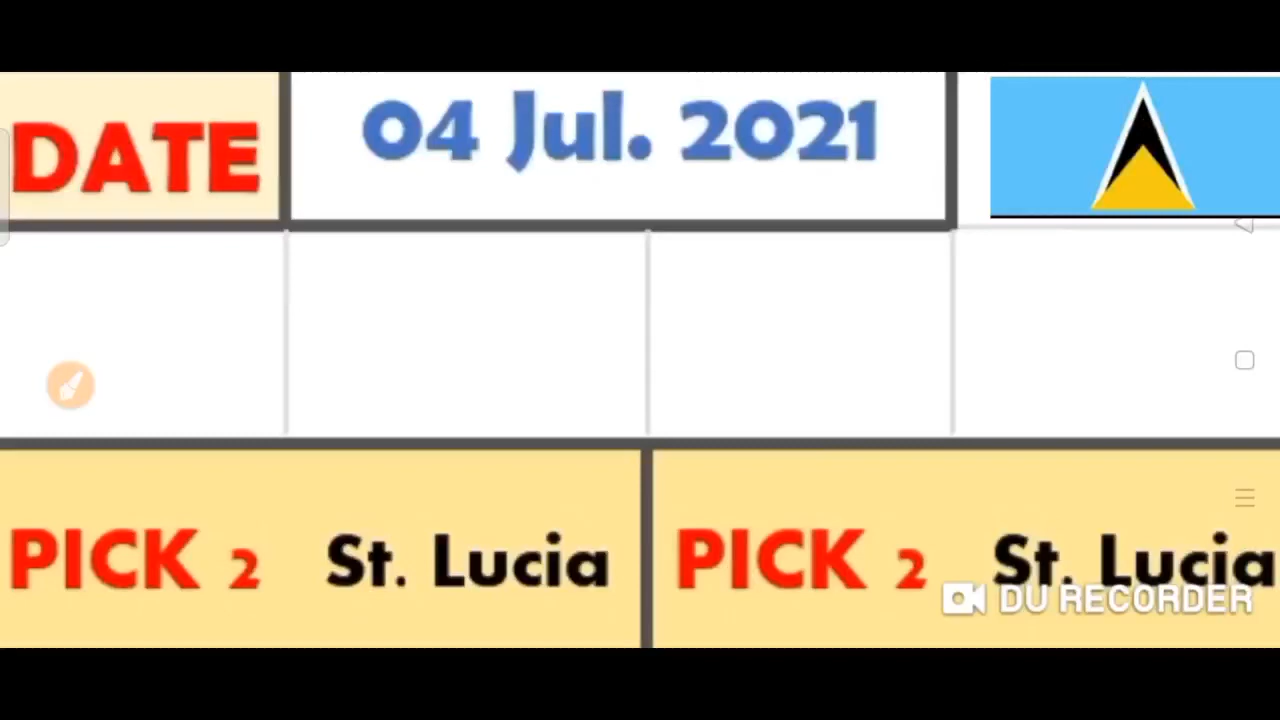 DATE 04 Jul. 2021
PICK 2 St. Lucia PICK 2 St. Lucia
DU RECORDER